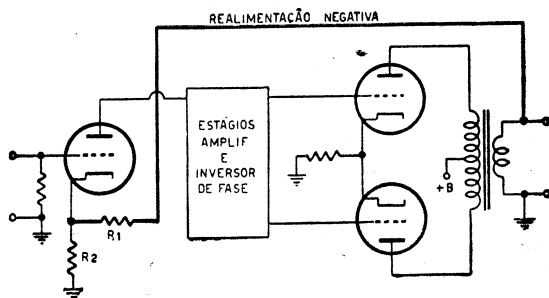 REALIMENTAÇÃO NEGATIVA
ESTÁGIOS
AMPLIF
E
INVERSOR
DE FASE
+B
R1
R2